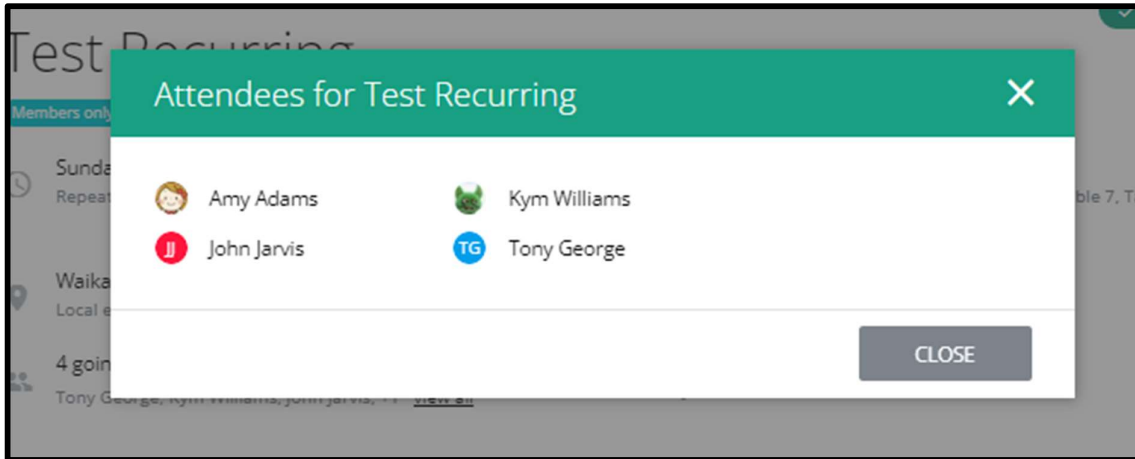 Test Recurring
Attendees for Test Recurring
Members only
Sunda
Repeat
ble 7, T
Amy Adams
Kym Williams
JJ
John Jarvis
TG
Tony George
Waika
Local e
CLOSE
4 goin
Tony George, Kym Williams, John Jarvis, +1 view all